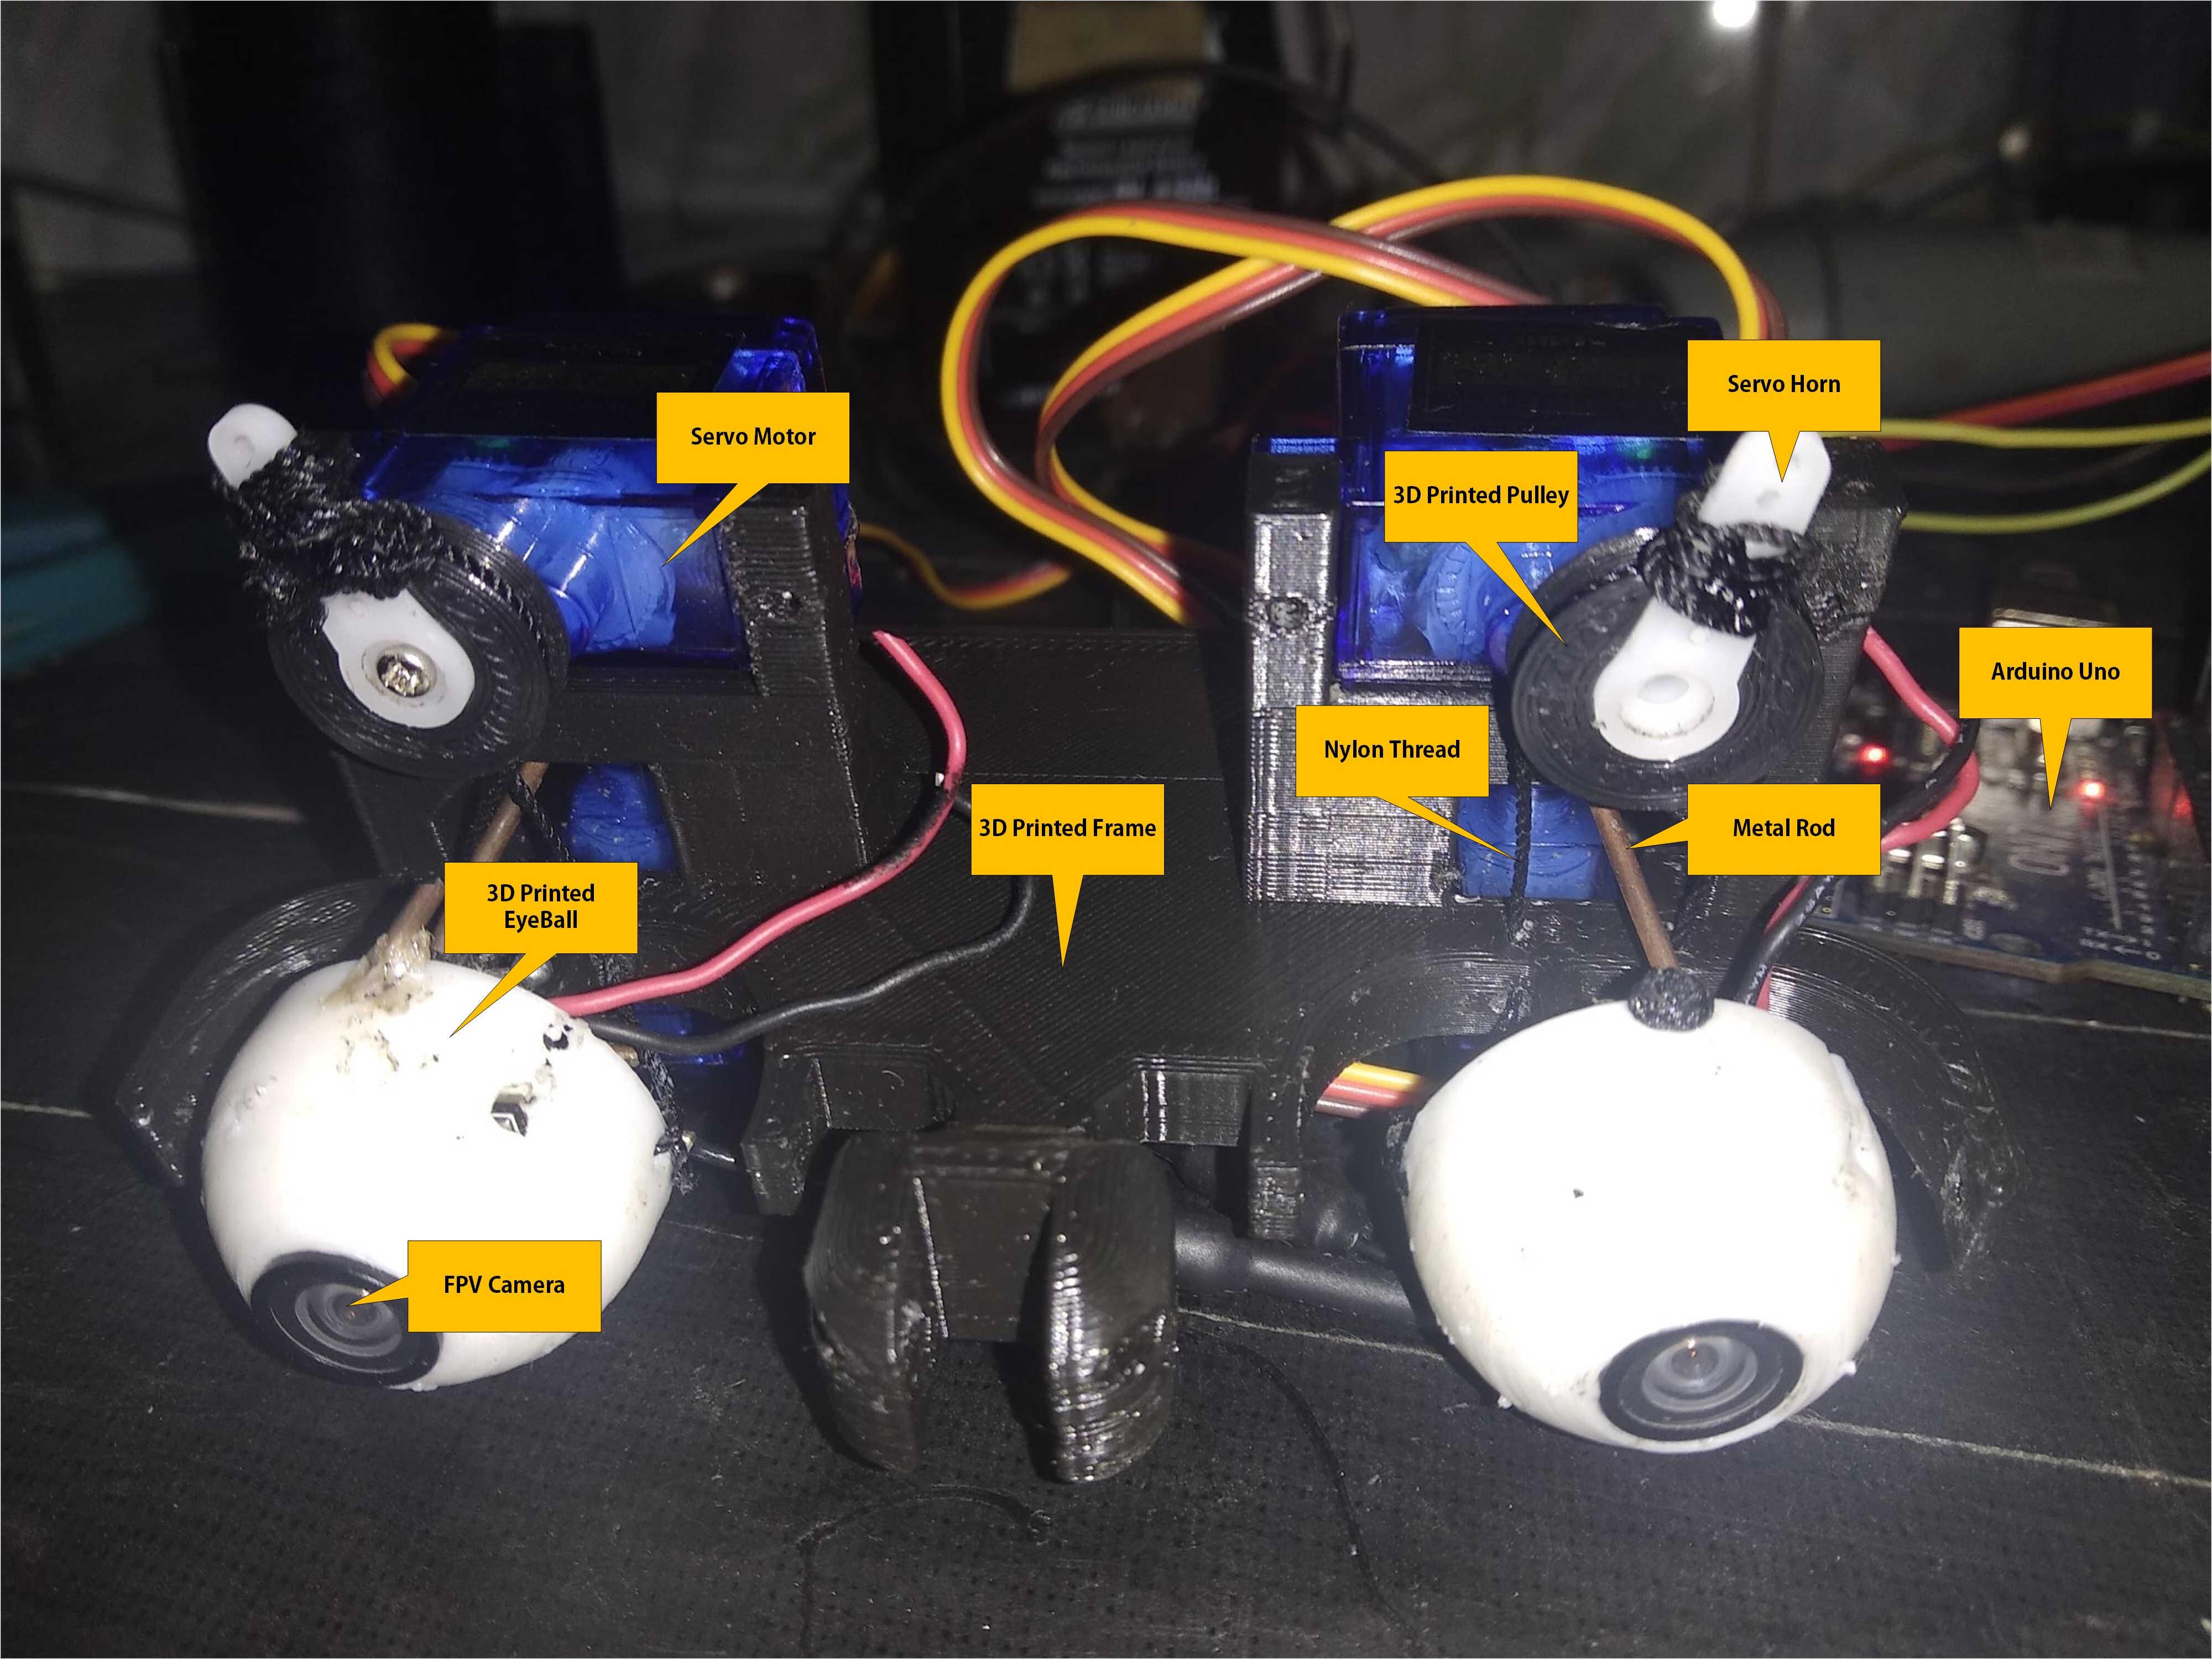 Servo Horn
Servo Motor
3D Printed Pulley
Arduino Uno
Nylon Thread
3D Printed Frame
Metal Rod
3D Printed
EyeBall
FPV Camera
UNO